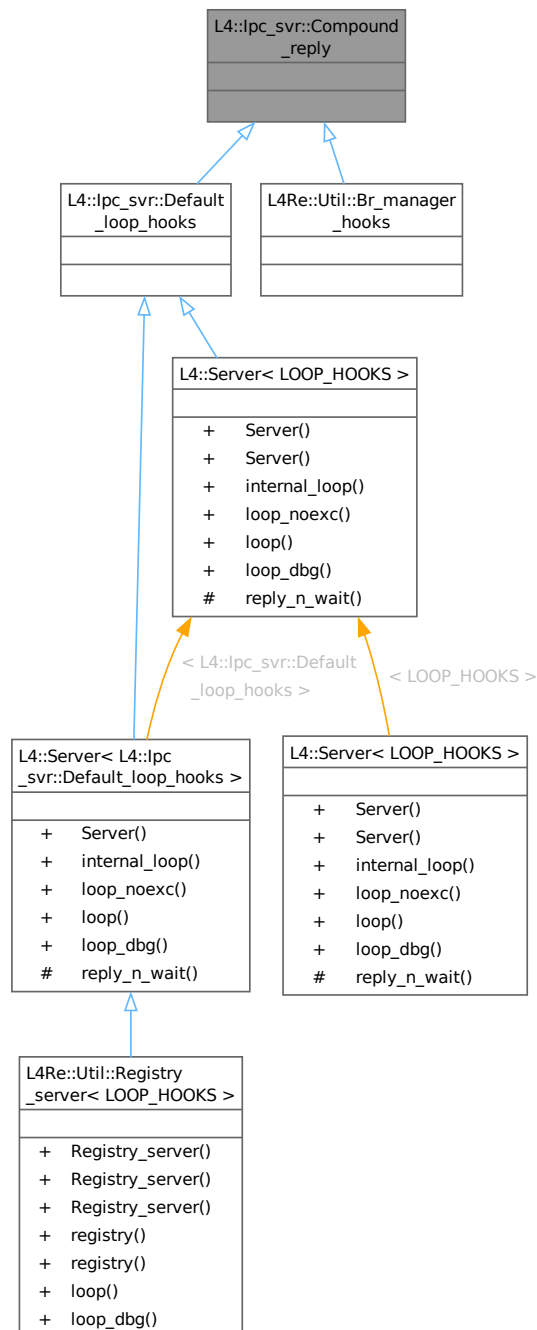 L4::Ipc_svr::Compound
_reply
L4::Ipc_svr::Default
_loop_hooks
L4Re::Util::Br_manager
_hooks
L4::Server< LOOP_HOOKS >
+ Server()
+ Server()
+ internal_loop()
+ loop_noexc()
+ loop()
+ loop_dbg()
# reply_n_wait()
< L4::Ipc_svr::Default
_loop_hooks >
< LOOP_HOOKS >
L4::Server< L4::Ipc
_svr::Default_loop_hooks >
+ Server()
+ internal_loop()
+ loop_noexc()
+ loop()
+ loop_dbg()
# reply_n_wait()
L4::Server< LOOP_HOOKS >
+ Server()
+ Server()
+ internal_loop()
+ loop_noexc()
+ loop()
+ loop_dbg()
# reply_n_wait()
L4Re::Util::Registry
_server< LOOP_HOOKS >
+ Registry_server()
+ Registry_server()
+ Registry_server()
+ registry()
+ registry()
+ loop()
+ loop_dbg()